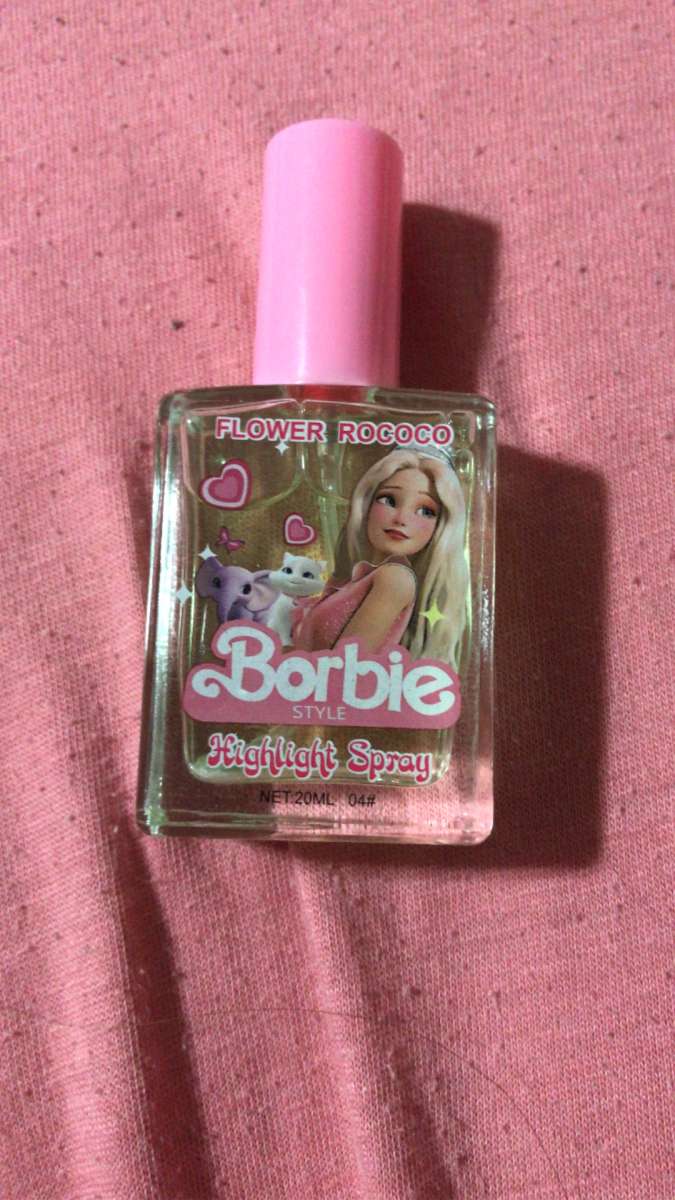 FLOWER ROCOCO
Borbie
STYLE
Highlight Spray
NET:20ML 04#